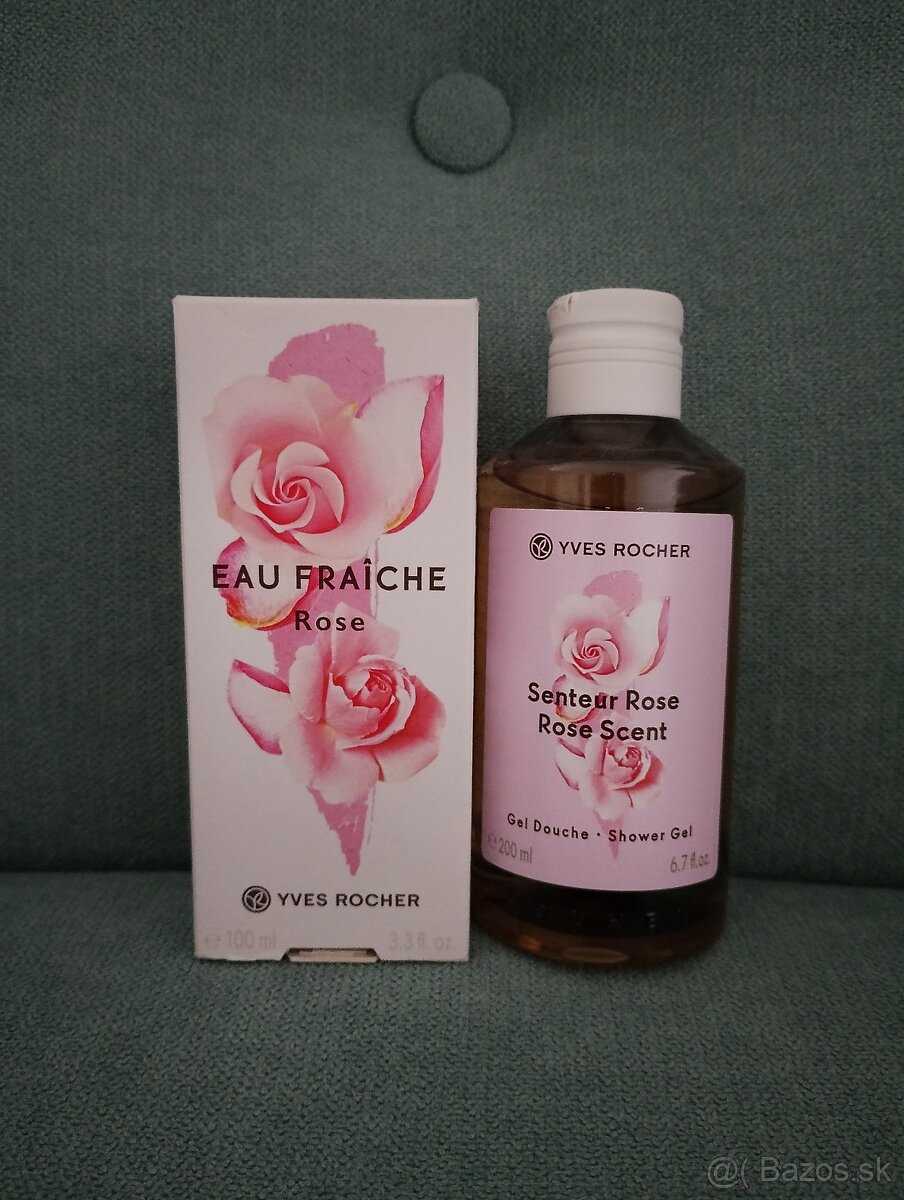 EAU FRAÎCHE
Rose
YVES ROCHER
e 100 ml
3.3 fl. oz.
YVES ROCHER
Senteur Rose
Rose Scent
Gel Douche • Shower Gel
e 200 ml
6.7 fl.oz.
@( Bazos.sk